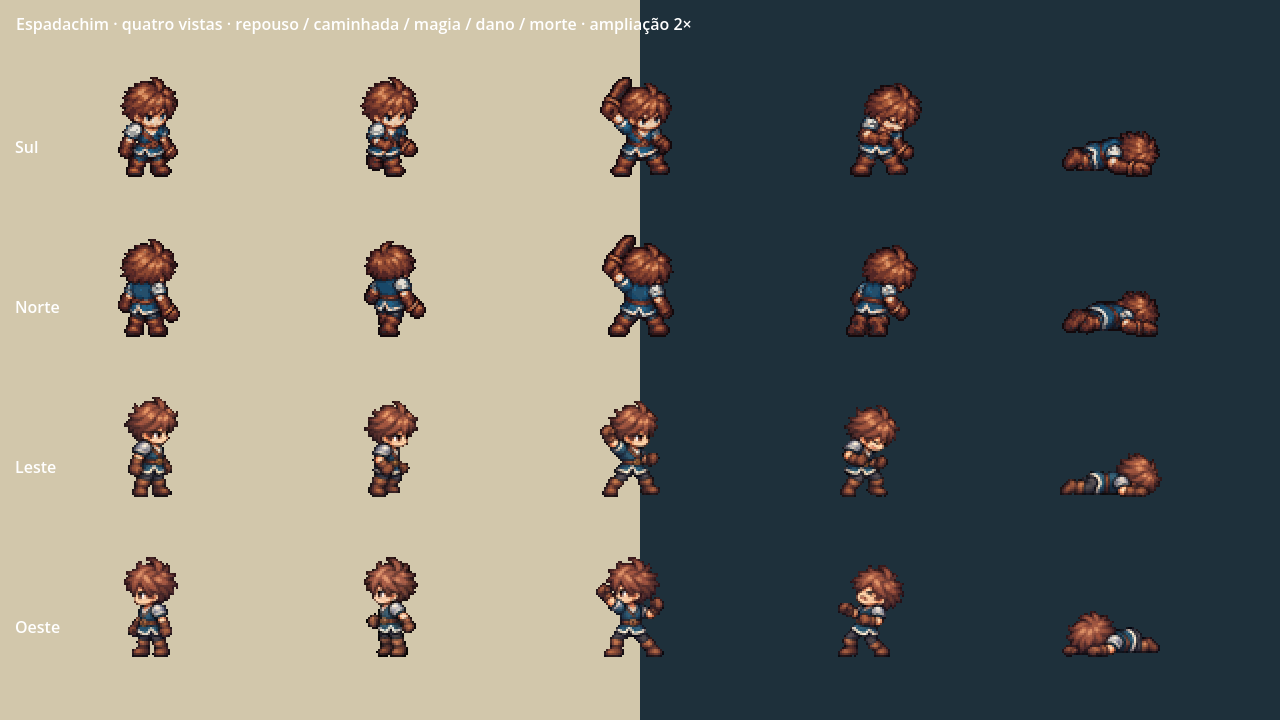 Espadachim · quatro vistas · repouso / caminhada / magia / dano / morte · ampliação 2×
Sul
Norte
Leste
Oeste